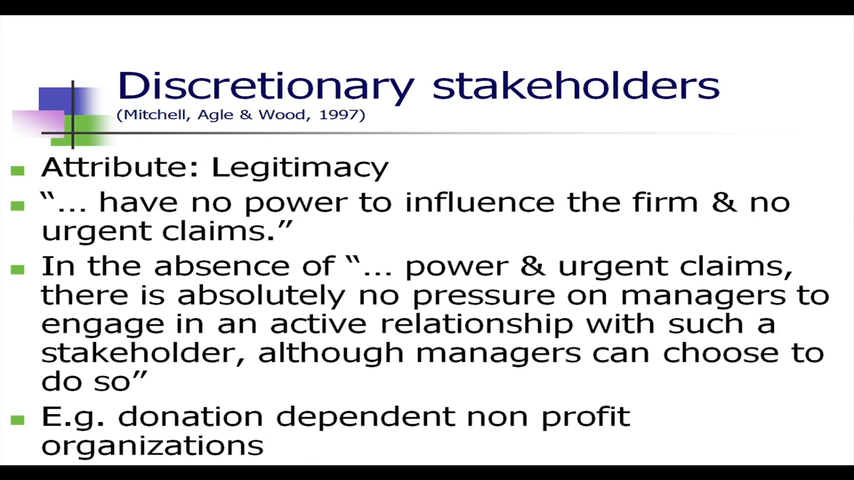 Discretionary stakeholders
(Mitchell, Agle & Wood, 1997)
Attribute: Legitimacy
“... have no power to influence the firm & no
urgent claims.”
In the absence of “... power & urgent claims,
there is absolutely no pressure on managers to
engage in an active relationship with such a
stakeholder, although managers can choose to
do so”
E.g. donation dependent non profit
organizations